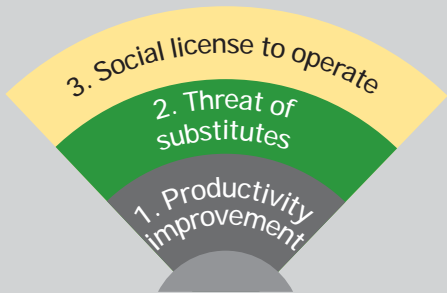 3. Social license to operate
2. Threat of
substitutes
1. Productivity
improvement